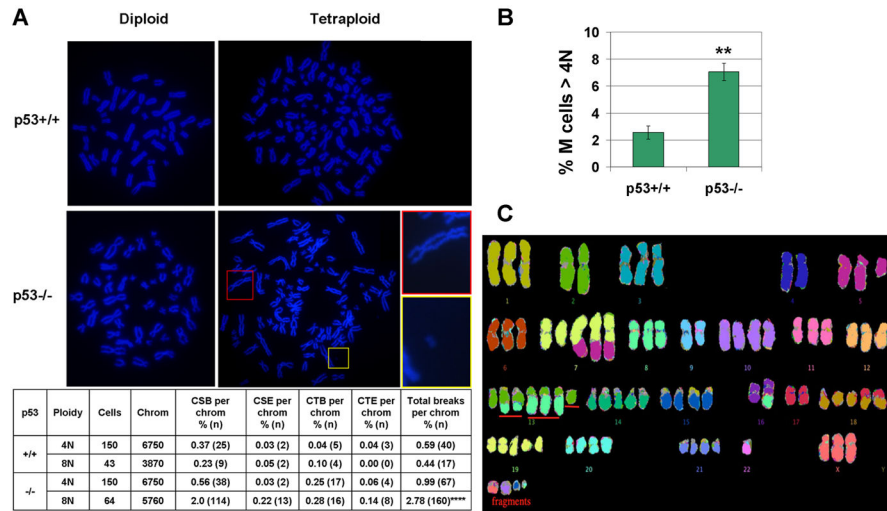 A
Diploid
Tetraploid
p53+/+
p53-/-
p53 Ploidy Cells Chrom CSB per chrom % (n) CSE per chrom % (n) CTB per chrom % (n) CTE per chrom % (n) Total breaks per chrom % (n)
+/+ 4N 150 6750 0.37 (25) 0.03 (2) 0.04 (5) 0.04 (3) 0.59 (40)
8N 43 3870 0.23 (9) 0.05 (2) 0.10 (4) 0.00 (0) 0.44 (17)
-/- 4N 150 6750 0.56 (38) 0.03 (2) 0.25 (17) 0.06 (4) 0.99 (67)
8N 64 5760 2.0 (114) 0.22 (13) 0.28 (16) 0.14 (8) 2.78 (160)****
B
% M cells > 4N
10
8
6
4
2
0
**
p53+/+ p53-/-
C
1 2 3 4 5
6 7 8 9 10 11 12
13 14 15 16 17 18
19 20 21 22 X Y
fragments